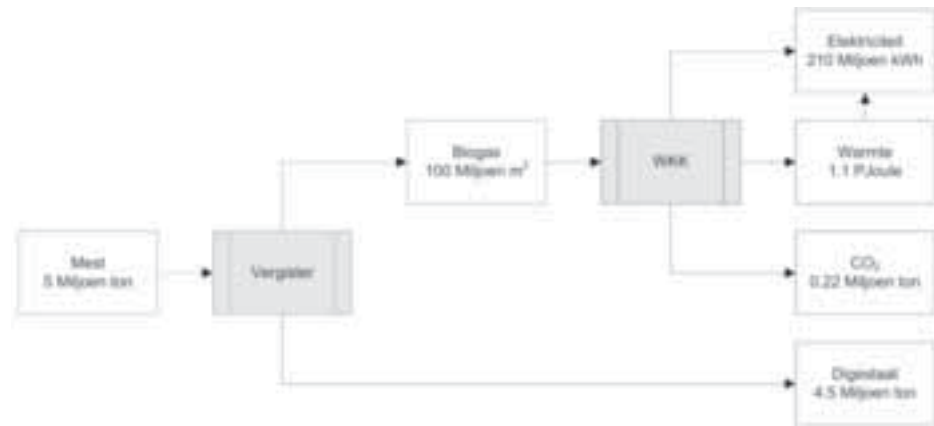 Elektriciteit
210 Miljoen kWh
Biogas
100 Miljoen m³
WKK
Warmte
1.1 PJoule
Mest
5 Miljoen ton
Vergister
CO₂
0.22 Miljoen ton
Digestaat
4.5 Miljoen ton